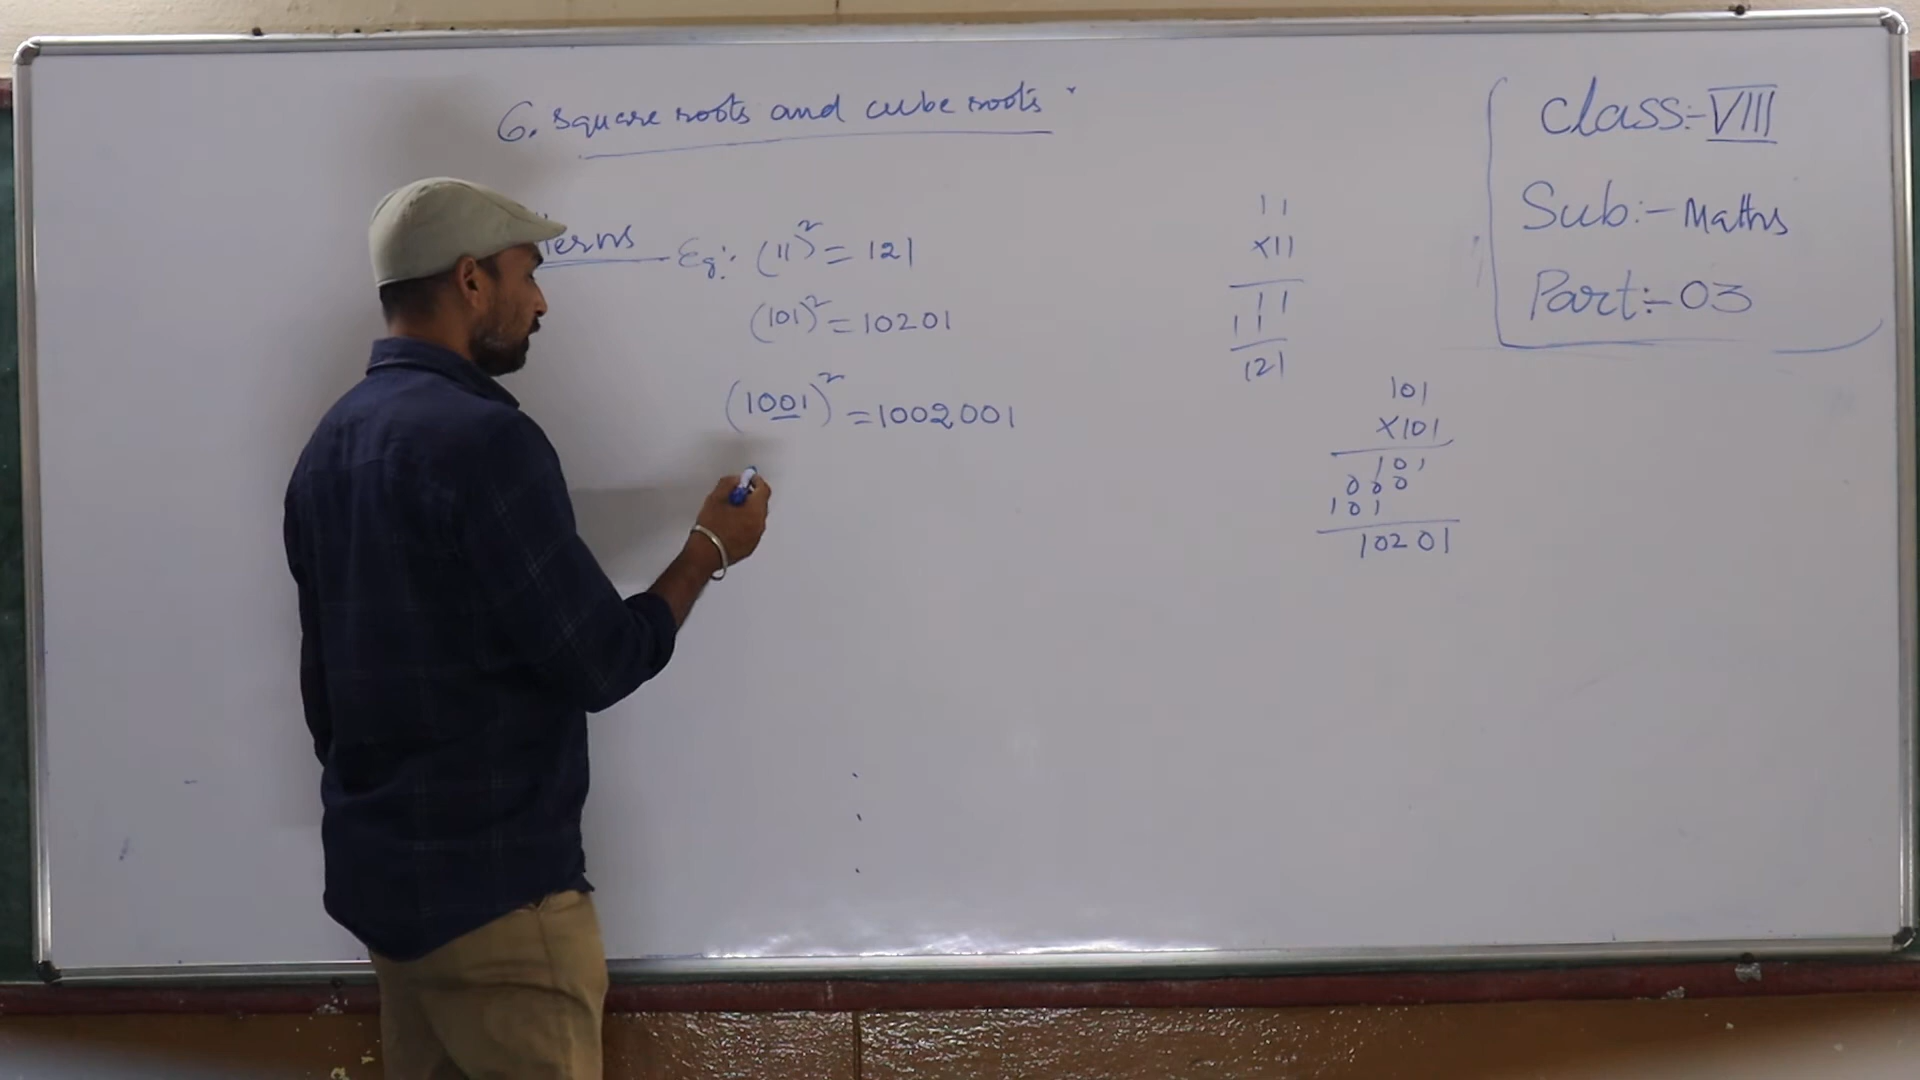 6. Square roots and cube roots
Eg:- (11)² = 121
(101)² = 10201
(1001)² = 1002001
11
×11
11
11
121
101
×101
101
000
101
10201
Class:- VIII
Sub:- Maths
Part:- 03